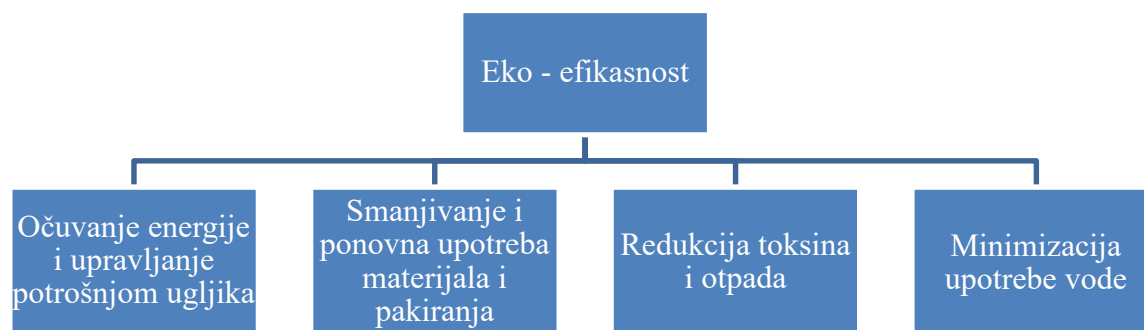 Eko - efikasnost
Očuvanje energije
i upravljanje
potrošnjom ugljika
Smanjivanje i
ponovna upotreba
materijala i
pakiranja
Redukcija toksina
i otpada
Minimizacija
upotrebe vode